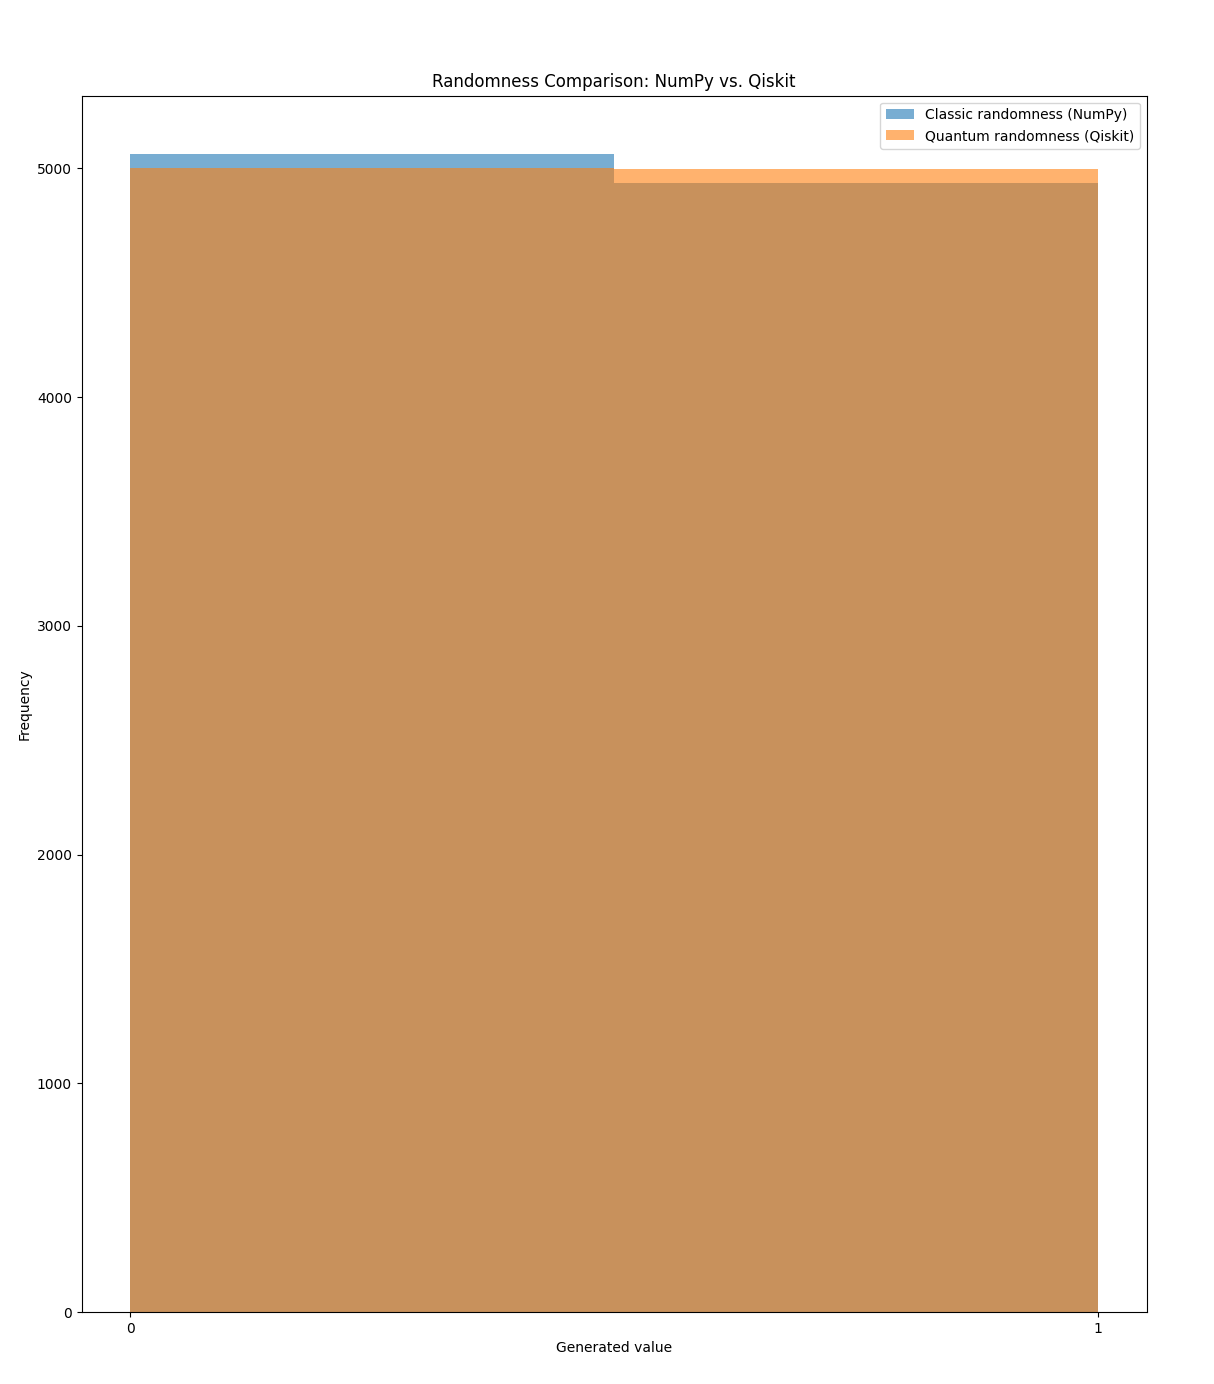 Randomness Comparison: NumPy vs. Qiskit
Classic randomness (NumPy)
Quantum randomness (Qiskit)
5000
4000
3000
2000
1000
0
Frequency
0
1
Generated value